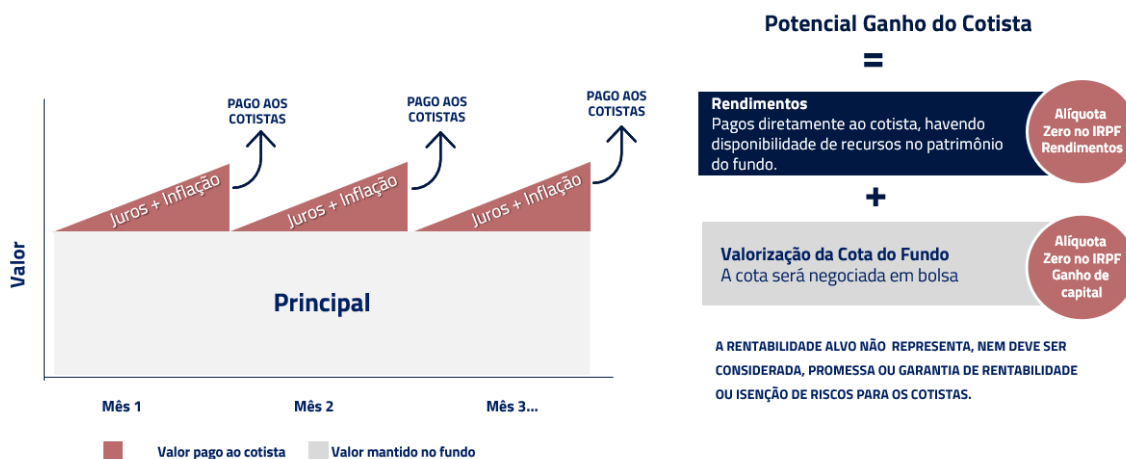 Potencial Ganho do Cotista
=
PAGO AOS
COTISTAS
PAGO AOS
COTISTAS
PAGO AOS
COTISTAS
Juros + Inflação
Juros + Inflação
Juros + Inflação
Valor
Principal
Mês 1
Mês 2
Mês 3...
Valor pago ao cotista
Valor mantido no fundo
Rendimentos
Pagos diretamente ao cotista, havendo
disponibilidade de recursos no patrimônio
do fundo.
Alíquota
Zero no IRPF
Rendimentos
+
Valorização da Cota do Fundo
A cota será negociada em bolsa
Alíquota
Zero no IRPF
Ganho de
capital
A RENTABILIDADE ALVO NÃO REPRESENTA, NEM DEVE SER
CONSIDERADA, PROMESSA OU GARANTIA DE RENTABILIDADE
OU ISENÇÃO DE RISCOS PARA OS COTISTAS.